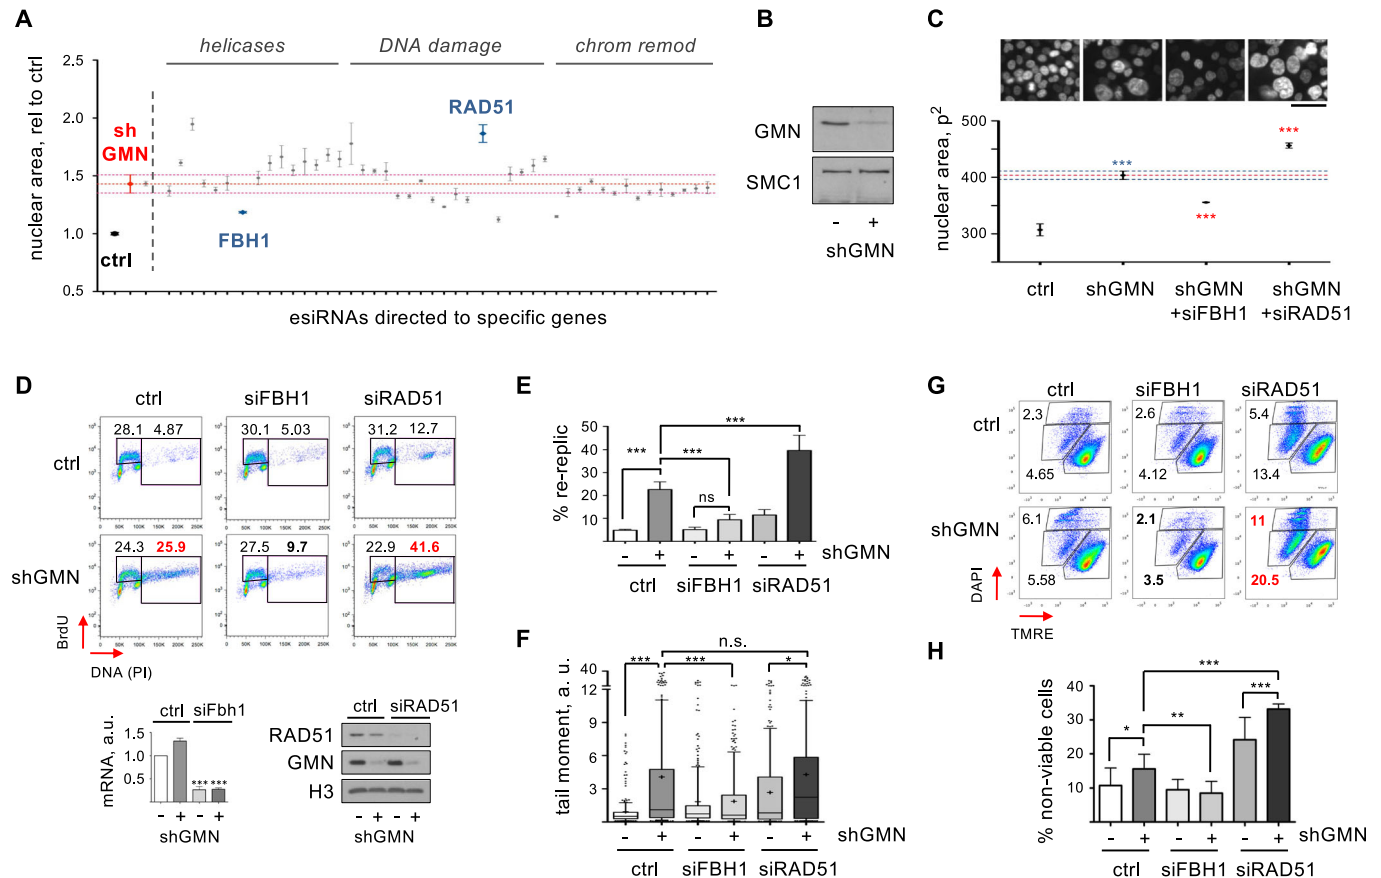 A
helicases
DNA damage
chrom remod
2.5
2.0
1.5
1.0
0.5
nuclear area, rel to ctrl
sh
GMN
ctrl
FBH1
RAD51
esiRNAs directed to specific genes
B
GMN
SMC1
- +
shGMN
C
500
400
300
nuclear area, p²
***
***
***
ctrl
shGMN
shGMN
+siFBH1
shGMN
+siRAD51
D
ctrl siFBH1 siRAD51
ctrl
28.1 4.87
30.1 5.03
31.2 12.7
shGMN
24.3 25.9
27.5 9.7
22.9 41.6
0 50K 100K 150K 200K 250K
BrdU
DNA (PI)
ctrl siFbh1
mRNA, a.u.
1.5
1.0
0.5
*** ***
- + - +
shGMN
ctrl siRAD51
RAD51
GMN
H3
- + - +
shGMN
E
% re-replic
50
40
30
20
10
***
***
***
ns
- + - + - + shGMN
ctrl siFBH1 siRAD51
F
tail moment, a. u.
40
12
9
6
3
n.s.
*** *** *
- + - + - + shGMN
ctrl siFBH1 siRAD51
G
ctrl siFBH1 siRAD51
ctrl
2.3 2.6 5.4
4.65 4.12 13.4
shGMN
6.1 2.1 11
5.58 3.5 20.5
DAPI
TMRE
H
% non-viable cells
40
30
20
10
***
***
*
**
- + - + - + shGMN
ctrl siFBH1 siRAD51